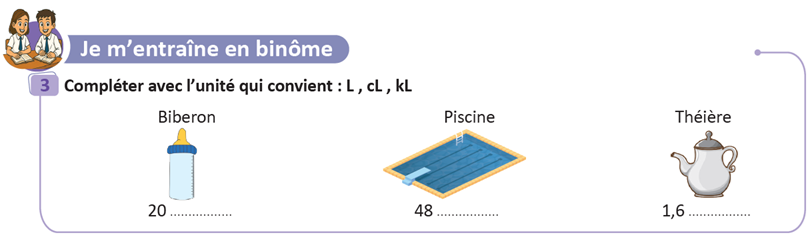 Je m'entraîne en binôme
3 Compléter avec l'unité qui convient : L , cL , kL
Biberon Piscine Théière
20 ................. 48 ................. 1,6 .................